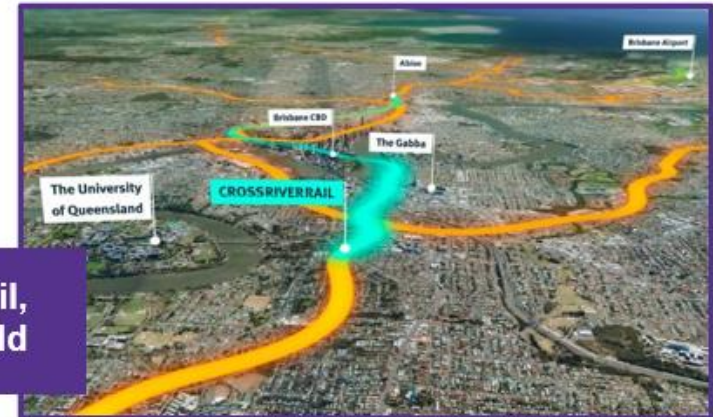 Brisbane Airport
Albion
Brisbane CBD
The Gabba
The University
of Queensland
CROSSRIVERRAIL
il,
ld